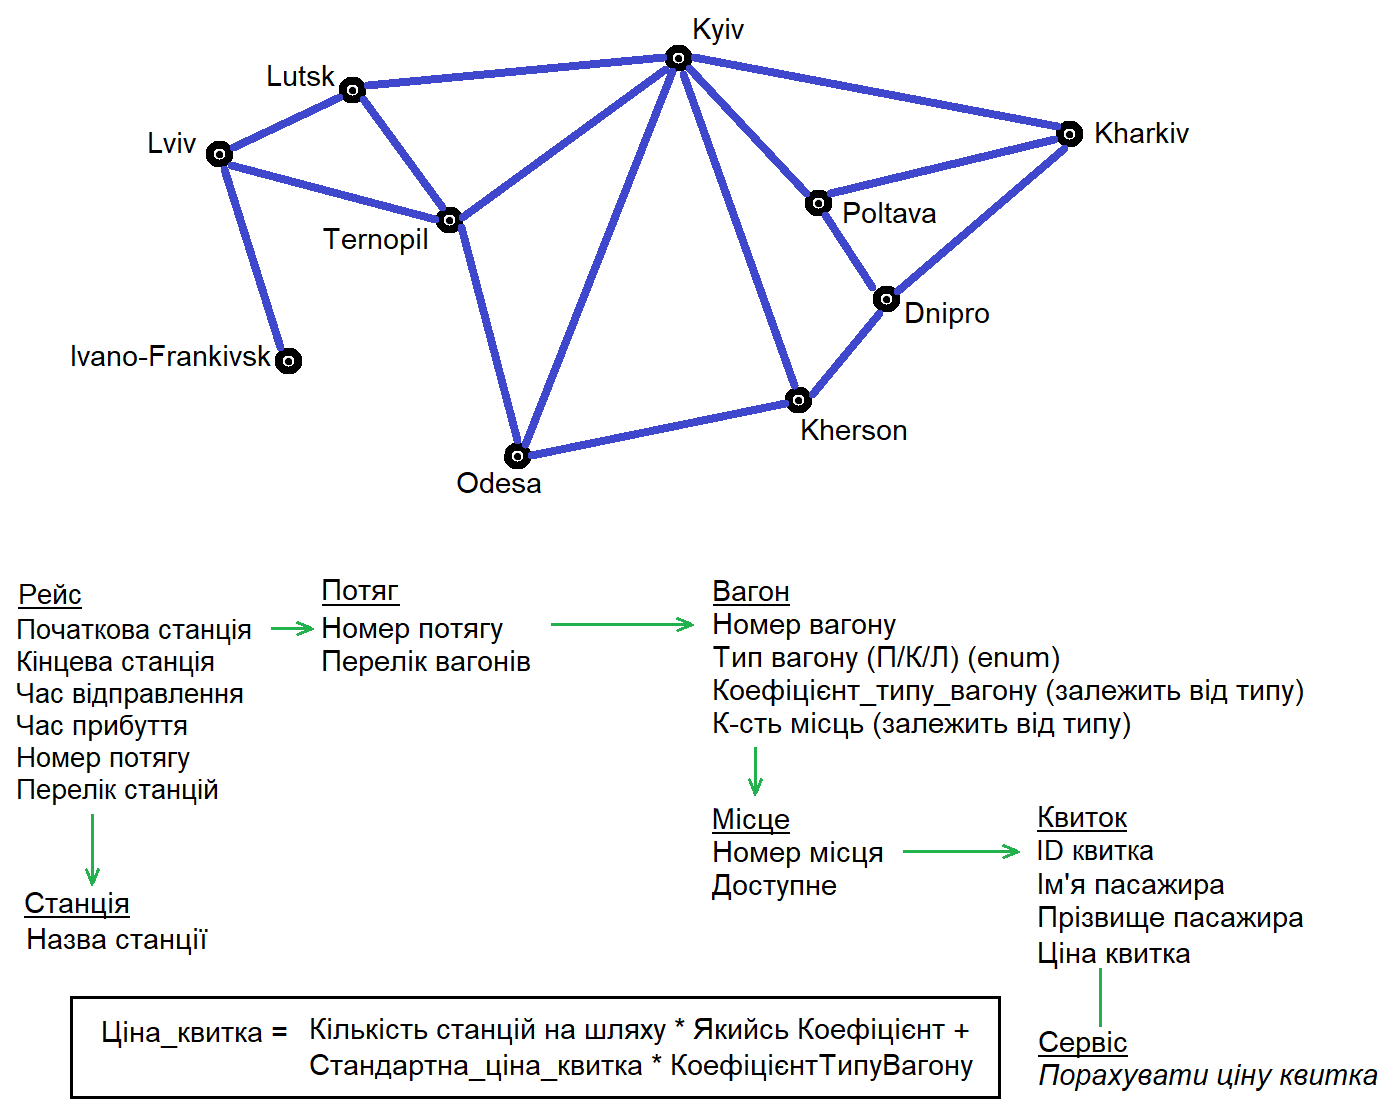 Kyiv
Lutsk
Lviv
Kharkiv
Poltava
Ternopil
Dnipro
Ivano-Frankivsk
Kherson
Odesa
Рейс
Початкова станція
Кінцева станція
Час відправлення
Час прибуття
Номер потягу
Перелік станцій
Станція
Назва станції
Потяг
Номер потягу
Перелік вагонів
Вагон
Номер вагону
Тип вагону (П/К/Л) (enum)
Коефіцієнт_типу_вагону (залежить від типу)
К-сть місць (залежить від типу)
Місце
Номер місця
Доступне
Квиток
ID квитка
Ім'я пасажира
Прізвище пасажира
Ціна квитка
Сервіс
Порахувати ціну квитка
Ціна_квитка = Кількість станцій на шляху * Якийсь Коефіцієнт +
Стандартна_ціна_квитка * КоефіцієнтТипуВагону